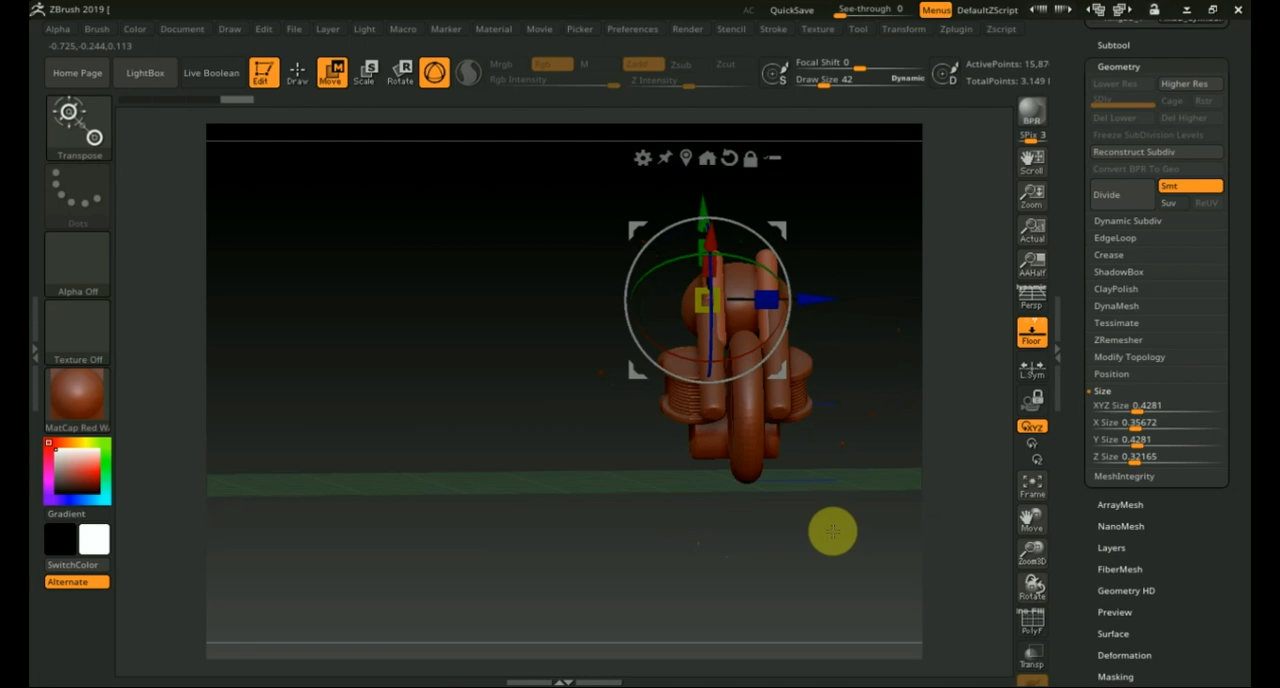 ZBrush 2019 [
AC QuickSave See-through 0 Menus DefaultZScript
Alpha Brush Color Document Draw Edit File Layer Light Macro Marker Material Movie Picker Preferences Render Stencil Stroke Texture Tool Transform Zplugin Zscript
-0.725,-0.244,0.113
Home Page LightBox Live Boolean Edit Draw Move Scale Rotate
Mrgb Rgb Zadd Zsub Zcut
Rgb Intensity Z Intensity
Focal Shift 0
Draw Size 42 Dynamic
ActivePoints: 15,87
TotalPoints: 3.149
S
D
Transpose
Dots
Alpha Off
Texture Off
MatCap Red W
Gradient
SwitchColor
Alternate
BPR
SPix 3
Scroll
Zoom
Actual
AAHalf
Dynamic
Persp
Floor
L.Sym
XYZ
Frame
Move
Zoom3D
Rotate
PolyF
Transp
Subtool
Geometry
Lower Res Higher Res
SDiv Cage Rstr
Del Lower Del Higher
Freeze SubDivision Levels
Reconstruct Subdiv
Convert BPR To Geo
Divide Smt
Suv ReUV
Dynamic Subdiv
EdgeLoop
Crease
ShadowBox
ClayPolish
DynaMesh
Tessimate
ZRemesher
Modify Topology
Position
Size
XYZ Size 0.4281
X Size 0.35672
Y Size 0.4281
Z Size 0.32165
MeshIntegrity
ArrayMesh
NanoMesh
Layers
FiberMesh
Geometry HD
Preview
Surface
Deformation
Masking